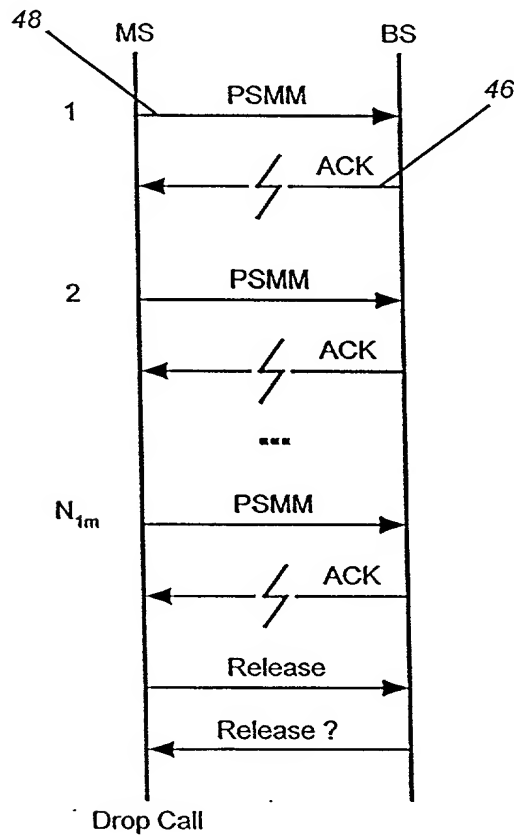 48
MS
BS
46
1
PSMM
ACK
2
PSMM
ACK
...
N1m
PSMM
ACK
Release
Release ?
Drop Call